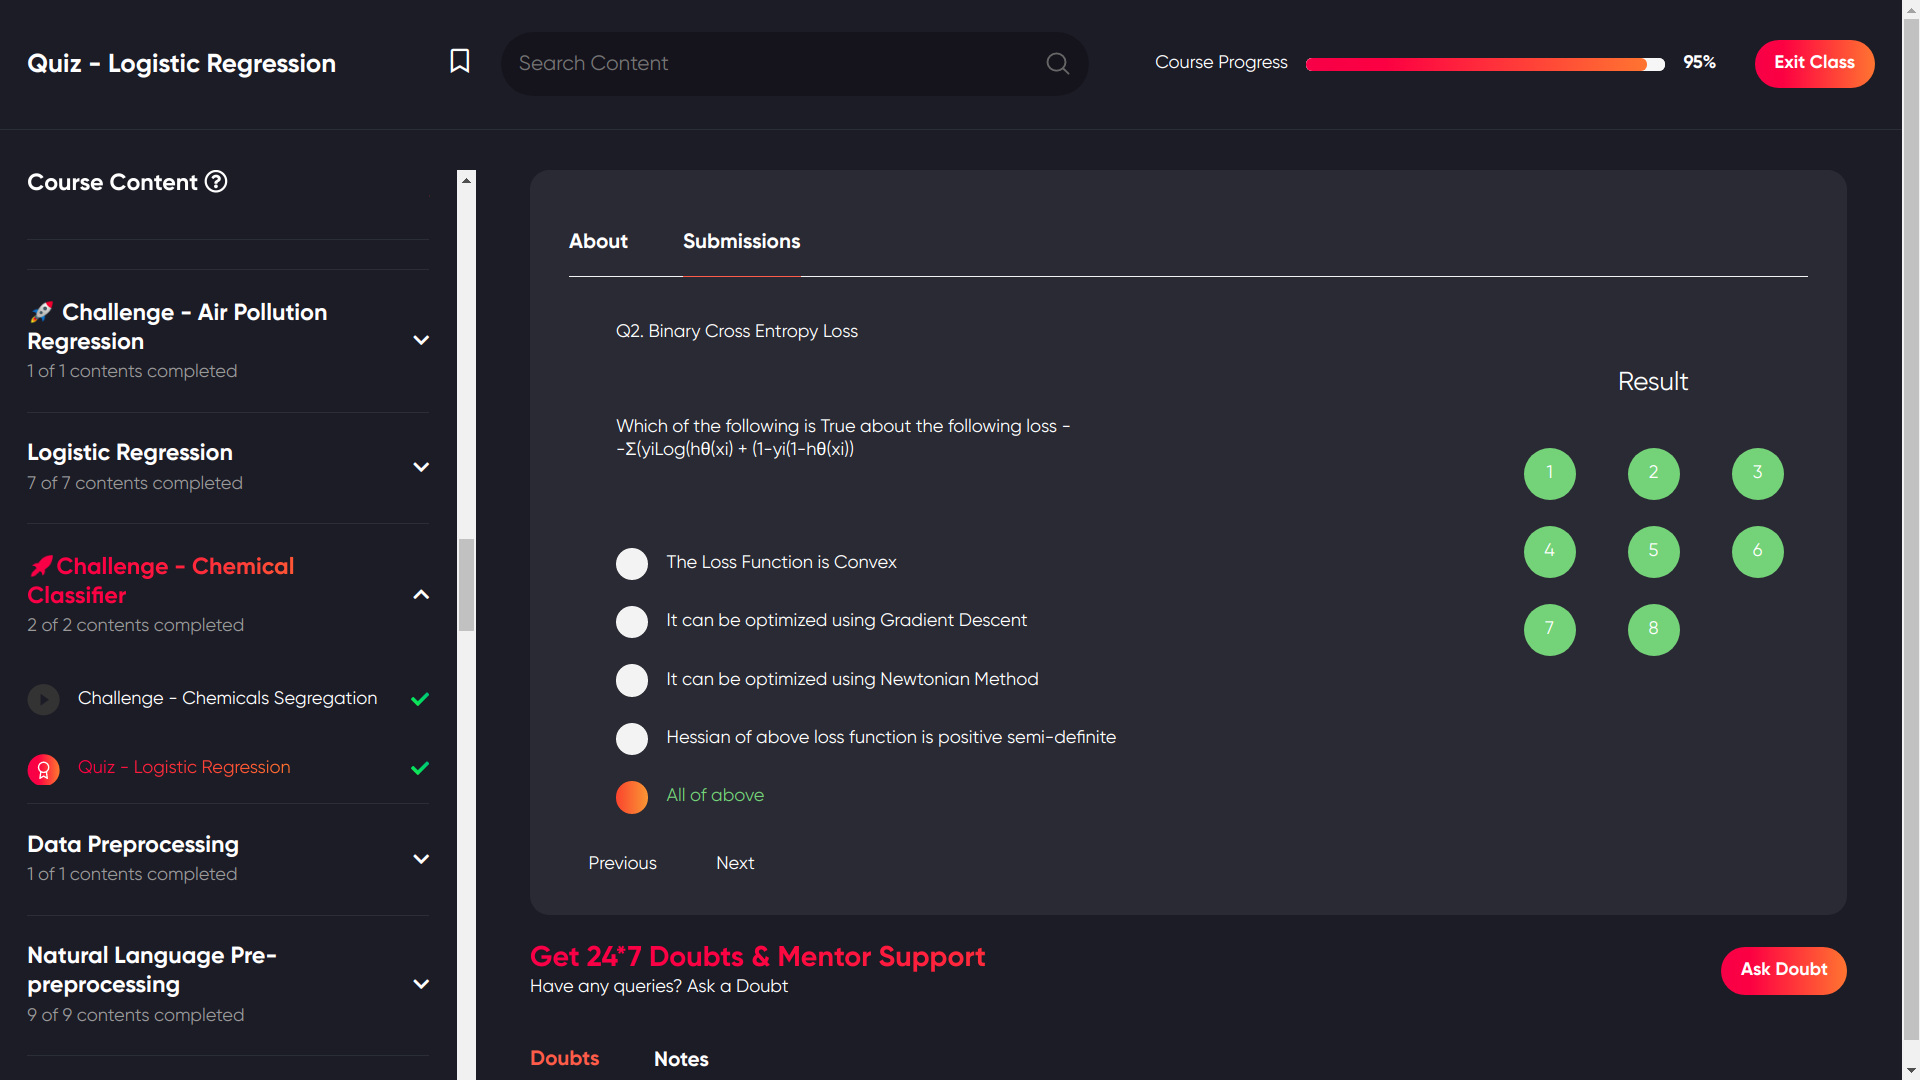 Quiz - Logistic Regression
Search Content
Course Progress
95%
Exit Class
Course Content
🚀 Challenge - Air Pollution
Regression
1 of 1 contents completed
Logistic Regression
7 of 7 contents completed
Challenge - Chemical
Classifier
2 of 2 contents completed
Challenge - Chemicals Segregation
Quiz - Logistic Regression
Data Preprocessing
1 of 1 contents completed
Natural Language Pre-
preprocessing
9 of 9 contents completed
About
Submissions
Q2. Binary Cross Entropy Loss
Which of the following is True about the following loss -
-Σ(yiLog(hθ(xi) + (1-yi(1-hθ(xi))
The Loss Function is Convex
It can be optimized using Gradient Descent
It can be optimized using Newtonian Method
Hessian of above loss function is positive semi-definite
All of above
Previous
Next
Result
1 2 3
4 5 6
7 8
Get 24*7 Doubts & Mentor Support
Have any queries? Ask a Doubt
Ask Doubt
Doubts
Notes